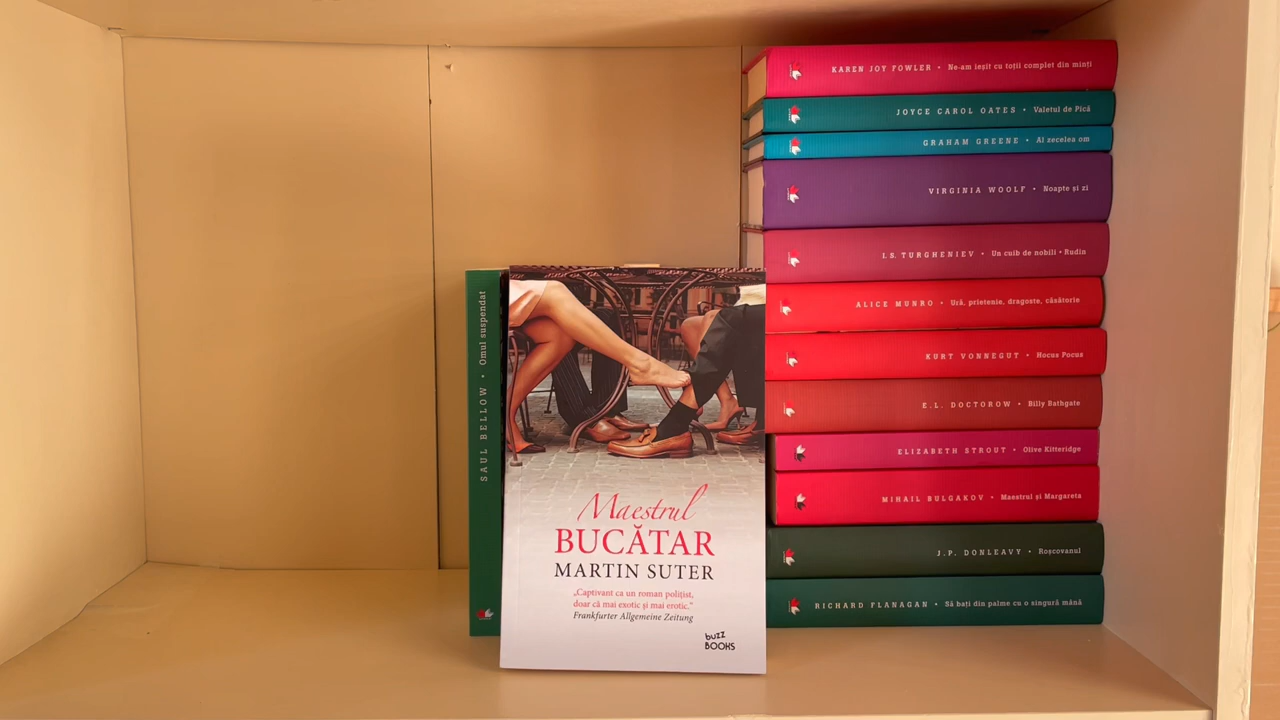 SAUL BELLOW • Omul suspendat
Maestrul
BUCĂTAR
MARTIN SUTER
„Captivant ca un roman polițist,
doar că mai exotic și mai erotic.”
Frankfurter Allgemeine Zeitung
buzz
BOOKS
KAREN JOY FOWLER • Ne-am ieșit cu toții complet din minți
JOYCE CAROL OATES • Valetul de Pică
GRAHAM GREENE • Al zecelea om
VIRGINIA WOOLF • Noapte și zi
I.S. TURGHENIEV • Un cuib de nobili • Rudin
ALICE MUNRO • Ură, prietenie, dragoste, căsătorie
KURT VONNEGUT • Hocus Pocus
E.L. DOCTOROW • Billy Bathgate
ELIZABETH STROUT • Olive Kitteridge
MIHAIL BULGAKOV • Maestrul și Margareta
J.P. DONLEAVY • Roșcovanul
RICHARD FLANAGAN • Să bați din palme cu o singură mână